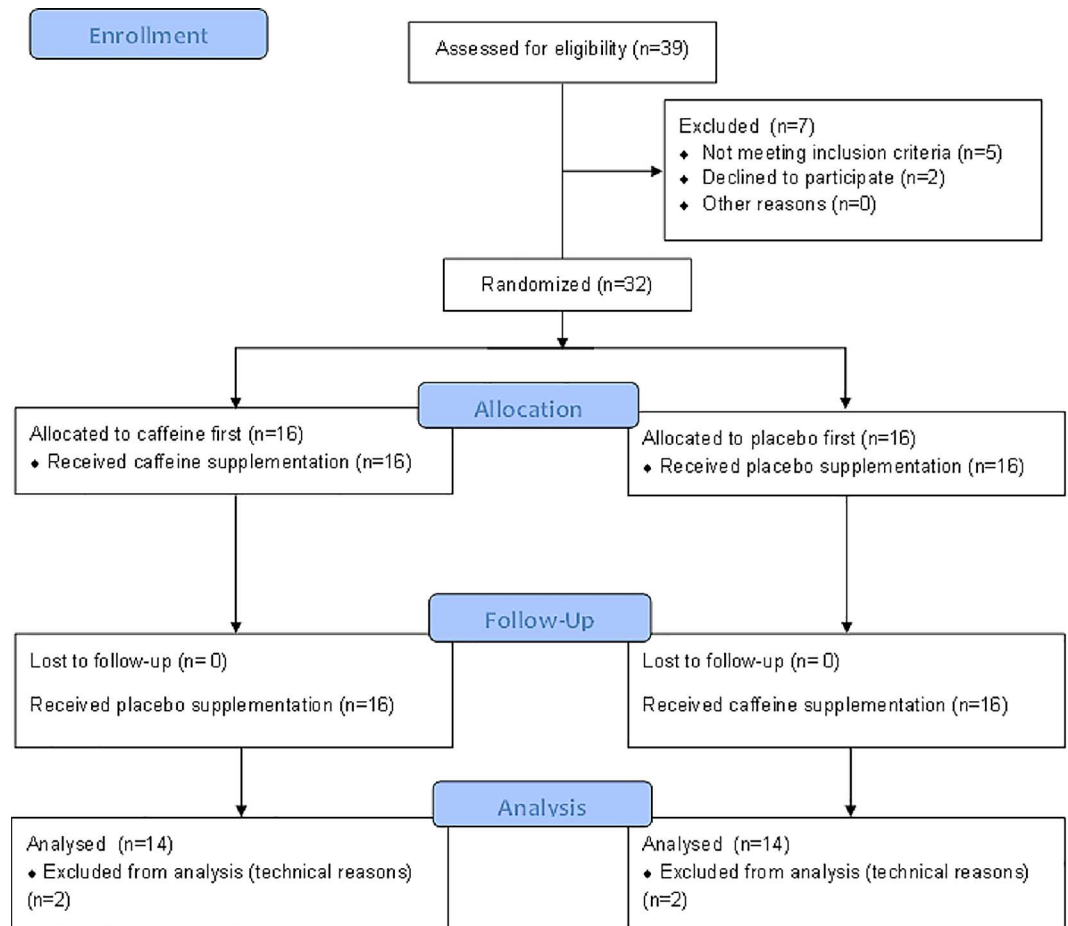 Enrollment
Assessed for eligibility (n=39)
Excluded (n=7)
♦ Not meeting inclusion criteria (n=5)
♦ Declined to participate (n=2)
♦ Other reasons (n=0)
Randomized (n=32)
Allocation
Allocated to caffeine first (n=16)
♦ Received caffeine supplementation (n=16)
Allocated to placebo first (n=16)
♦ Received placebo supplementation (n=16)
Follow-Up
Lost to follow-up (n= 0)
Received placebo supplementation (n=16)
Lost to follow-up (n= 0)
Received caffeine supplementation (n=16)
Analysis
Analysed (n=14)
♦ Excluded from analysis (technical reasons)
(n=2)
Analysed (n=14)
♦ Excluded from analysis (technical reasons)
(n=2)